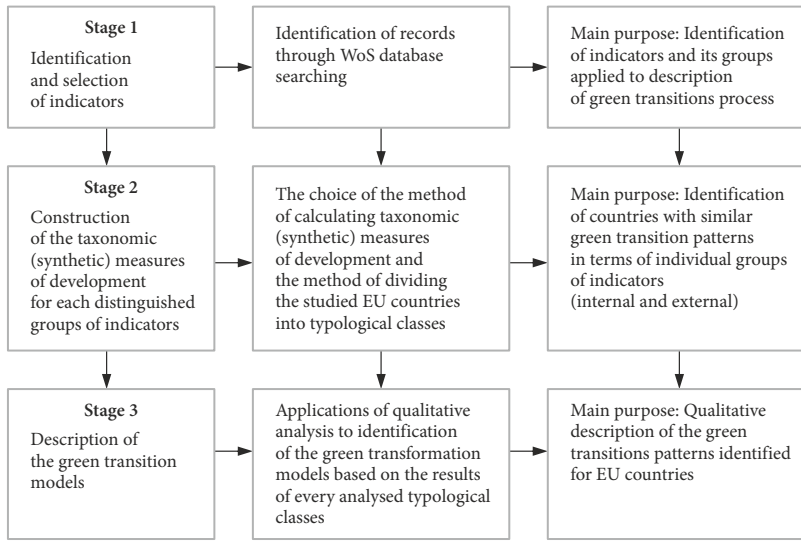 Stage 1
Identification
and selection
of indicators
Identification of records
through WoS database
searching
Main purpose: Identification
of indicators and its groups
applied to description
of green transitions process
Stage 2
Construction
of the taxonomic
(synthetic) measures
of development
for each distinguished
groups of indicators
The choice of the method
of calculating taxonomic
(synthetic) measures
of development and
the method of dividing
the studied EU countries
into typological classes
Main purpose: Identification
of countries with similar
green transition patterns
in terms of individual groups
of indicators
(internal and external)
Stage 3
Description of
the green transition
models
Applications of qualitative
analysis to identification
of the green transformation
models based on the results
of every analysed typological
classes
Main purpose: Qualitative
description of the green
transitions patterns identified
for EU countries